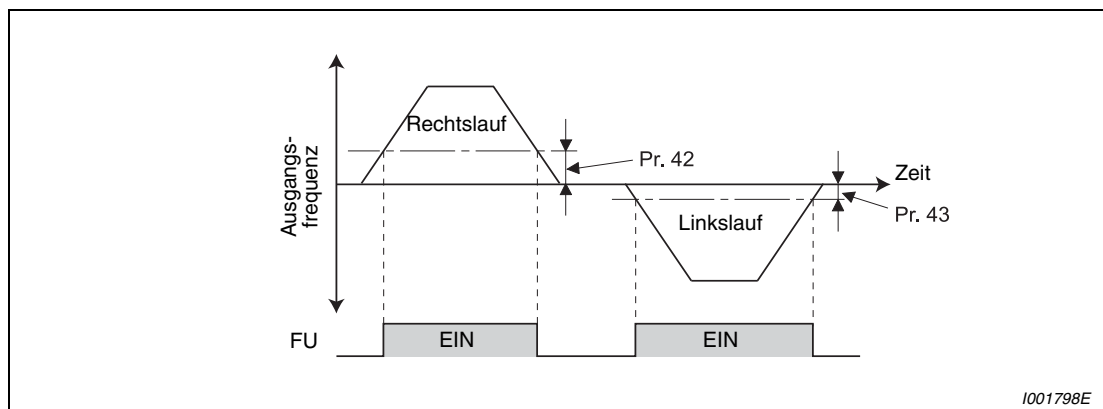 Ausgangs-
frequenz
Rechtslauf
Pr. 42
Zeit
Linkslauf
Pr. 43
FU
EIN
EIN
I001798E